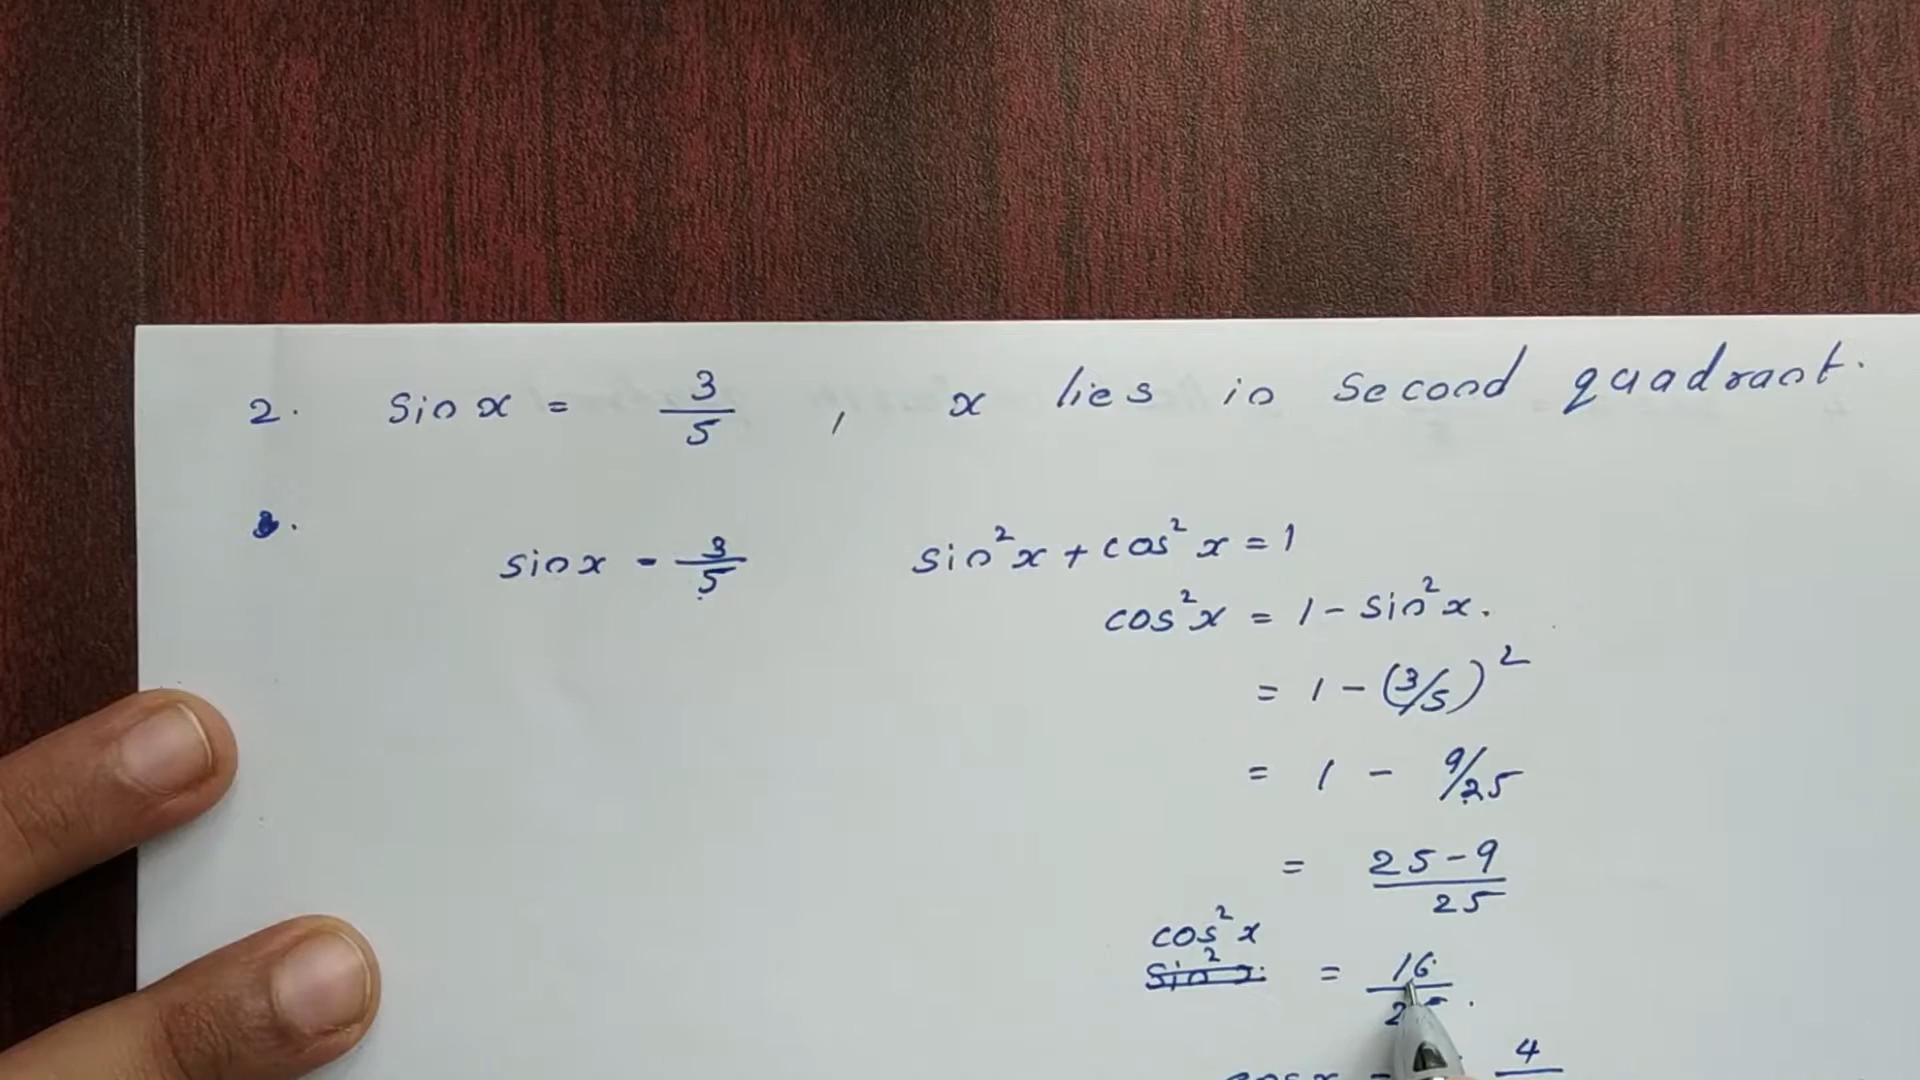 2. sin x = 3/5 , x lies in second quadrant.
sin x = 3/5
sin²x + cos²x = 1
cos²x = 1 - sin²x.
= 1 - (3/5)²
= 1 - 9/25
= 25-9/25
cos²x
sin²x = 16/25.
cos x = 4